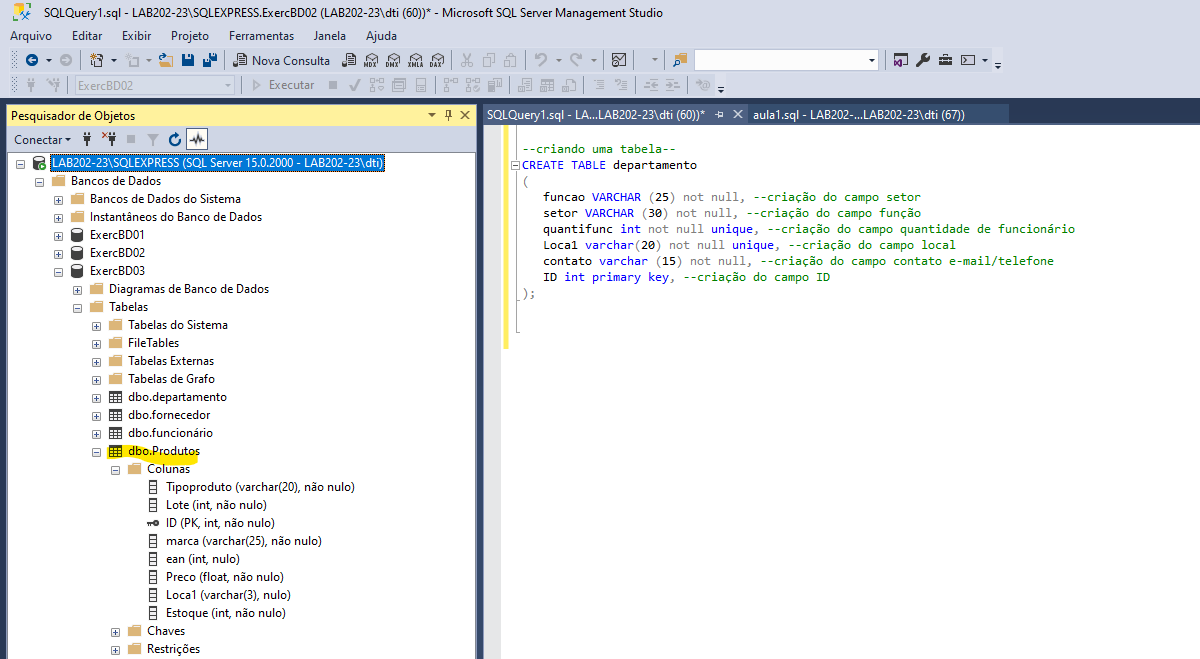 SQLQuery1.sql - LAB202-23\SQLEXPRESS.ExercBD02 (LAB202-23\dti (60))* - Microsoft SQL Server Management Studio
Arquivo Editar Exibir Projeto Ferramentas Janela Ajuda
Nova Consulta MDX DMX XMLA DAX
ExercBD02 Executar
Pesquisador de Objetos
Conectar
LAB202-23\SQLEXPRESS (SQL Server 15.0.2000 - LAB202-23\dti)
Bancos de Dados
Bancos de Dados do Sistema
Instantâneos do Banco de Dados
ExercBD01
ExercBD02
ExercBD03
Diagramas de Banco de Dados
Tabelas
Tabelas do Sistema
FileTables
Tabelas Externas
Tabelas de Grafo
dbo.departamento
dbo.fornecedor
dbo.funcionário
dbo.Produtos
Colunas
Tipoproduto (varchar(20), não nulo)
Lote (int, não nulo)
ID (PK, int, não nulo)
marca (varchar(25), não nulo)
ean (int, nulo)
Preco (float, não nulo)
Loca1 (varchar(3), nulo)
Estoque (int, não nulo)
Chaves
Restrições
SQLQuery1.sql - LA...LAB202-23\dti (60))* aula1.sql - LAB202-...LAB202-23\dti (67))
--criando uma tabela--
CREATE TABLE departamento
(
funcao VARCHAR (25) not null, --criação do campo setor
setor VARCHAR (30) not null, --criação do campo função
quantifunc int not null unique, --criação do campo quantidade de funcionário
Loca1 varchar(20) not null unique, --criação do campo local
contato varchar (15) not null, --criação do campo contato e-mail/telefone
ID int primary key, --criação do campo ID
);